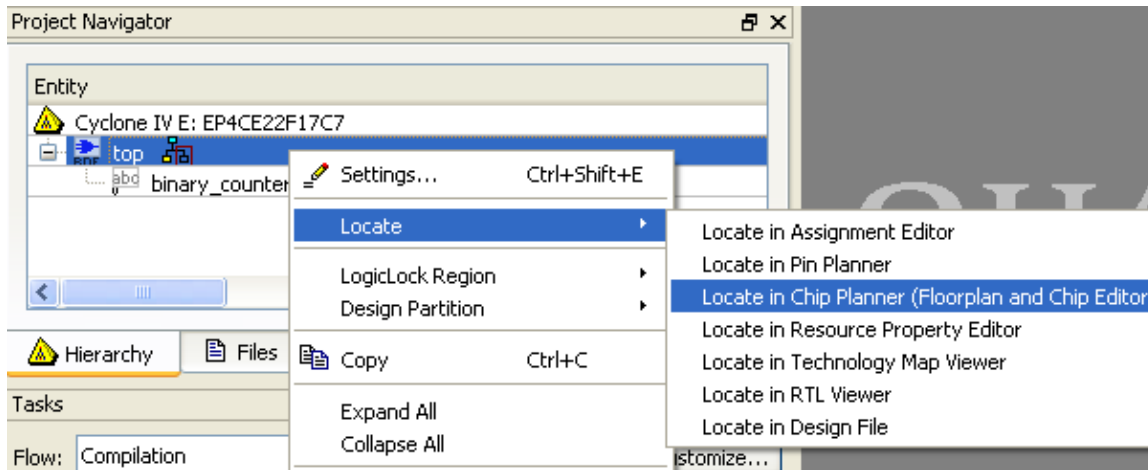 Project Navigator
Entity
Cyclone IV E: EP4CE22F17C7
top
binary_counter
Settings... Ctrl+Shift+E
Locate
LogicLock Region
Design Partition
Copy Ctrl+C
Expand All
Collapse All
Locate in Assignment Editor
Locate in Pin Planner
Locate in Chip Planner (Floorplan and Chip Editor
Locate in Resource Property Editor
Locate in Technology Map Viewer
Locate in RTL Viewer
Locate in Design File
Hierarchy
Files
Tasks
Flow: Compilation
stomize...